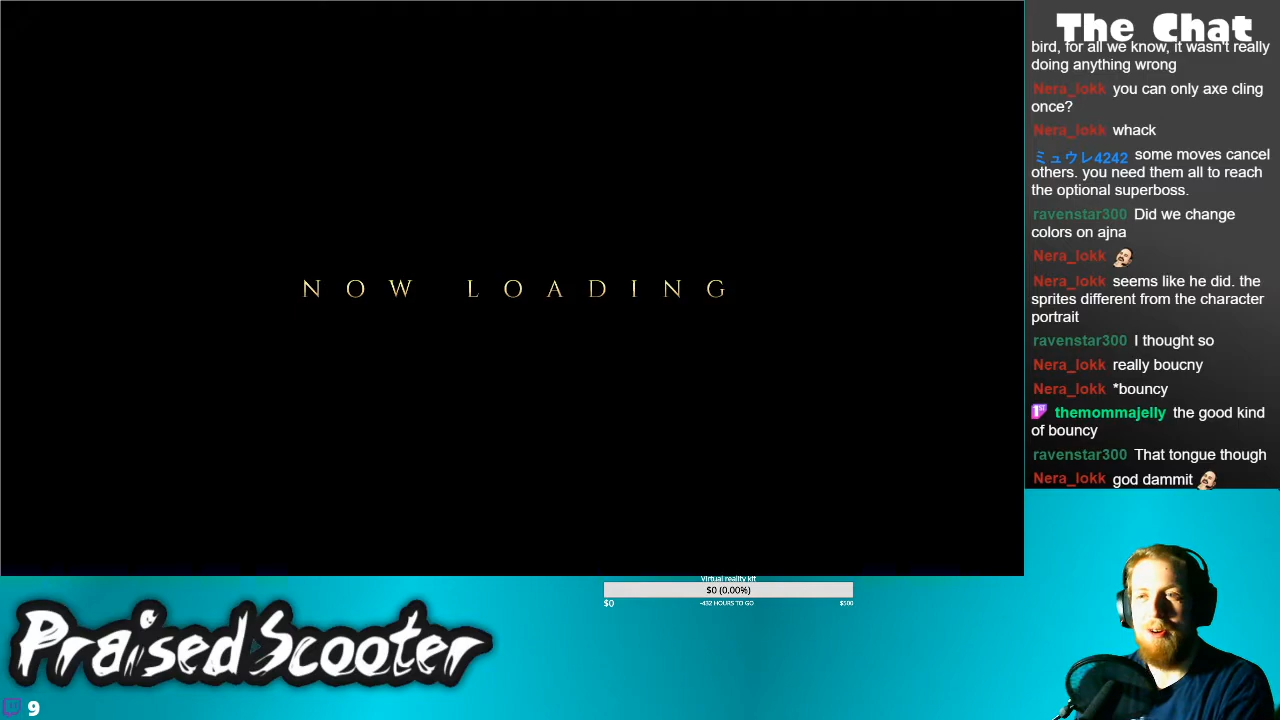 The Chat
bird, for all we know, it wasn't really
doing anything wrong
Nera_lokk you can only axe cling
once?
Nera_lokk whack
ミュウレ4242 some moves cancel
others. you need them all to reach
the optional superboss.
ravenstar300 Did we change
colors on ajna
Nera_lokk
Nera_lokk seems like he did. the
sprites different from the character
portrait
ravenstar300 I thought so
Nera_lokk really boucny
Nera_lokk *bouncy
1ST themommajelly the good kind
of bouncy
ravenstar300 That tongue though
Nera_lokk god dammit
NOW LOADING
Virtual reality kit
$0 (0.00%)
$0 -432 HOURS TO GO $500
PraisedScooter
9